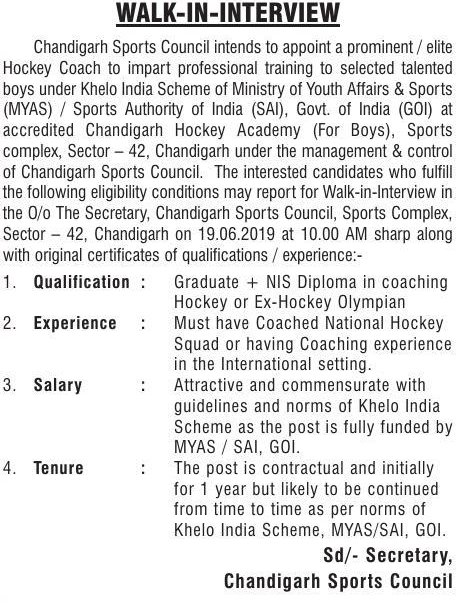 WALK-IN-INTERVIEW
Chandigarh Sports Council intends to appoint a prominent / elite
Hockey Coach to impart professional training to selected talented
boys under Khelo India Scheme of Ministry of Youth Affairs & Sports
(MYAS) / Sports Authority of India (SAI), Govt. of India (GOI) at
accredited Chandigarh Hockey Academy (For Boys), Sports
complex, Sector – 42, Chandigarh under the management & control
of Chandigarh Sports Council. The interested candidates who fulfill
the following eligibility conditions may report for Walk-in-Interview in
the O/o The Secretary, Chandigarh Sports Council, Sports Complex,
Sector – 42, Chandigarh on 19.06.2019 at 10.00 AM sharp along
with original certificates of qualifications / experience:-
1. Qualification : Graduate + NIS Diploma in coaching
Hockey or Ex-Hockey Olympian
2. Experience : Must have Coached National Hockey
Squad or having Coaching experience
in the International setting.
3. Salary : Attractive and commensurate with
guidelines and norms of Khelo India
Scheme as the post is fully funded by
MYAS / SAI, GOI.
4. Tenure : The post is contractual and initially
for 1 year but likely to be continued
from time to time as per norms of
Khelo India Scheme, MYAS/SAI, GOI.
Sd/- Secretary,
Chandigarh Sports Council